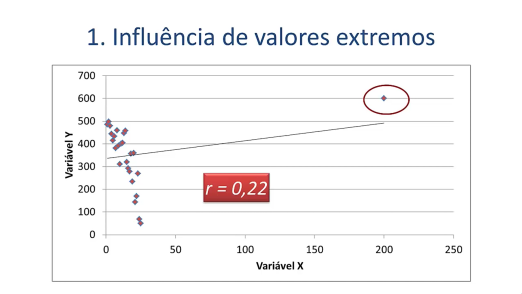 1. Influência de valores extremos
700
600
500
400
300
200
100
0
Variável Y
r = 0,22
0 50 100 150 200 250
Variável X